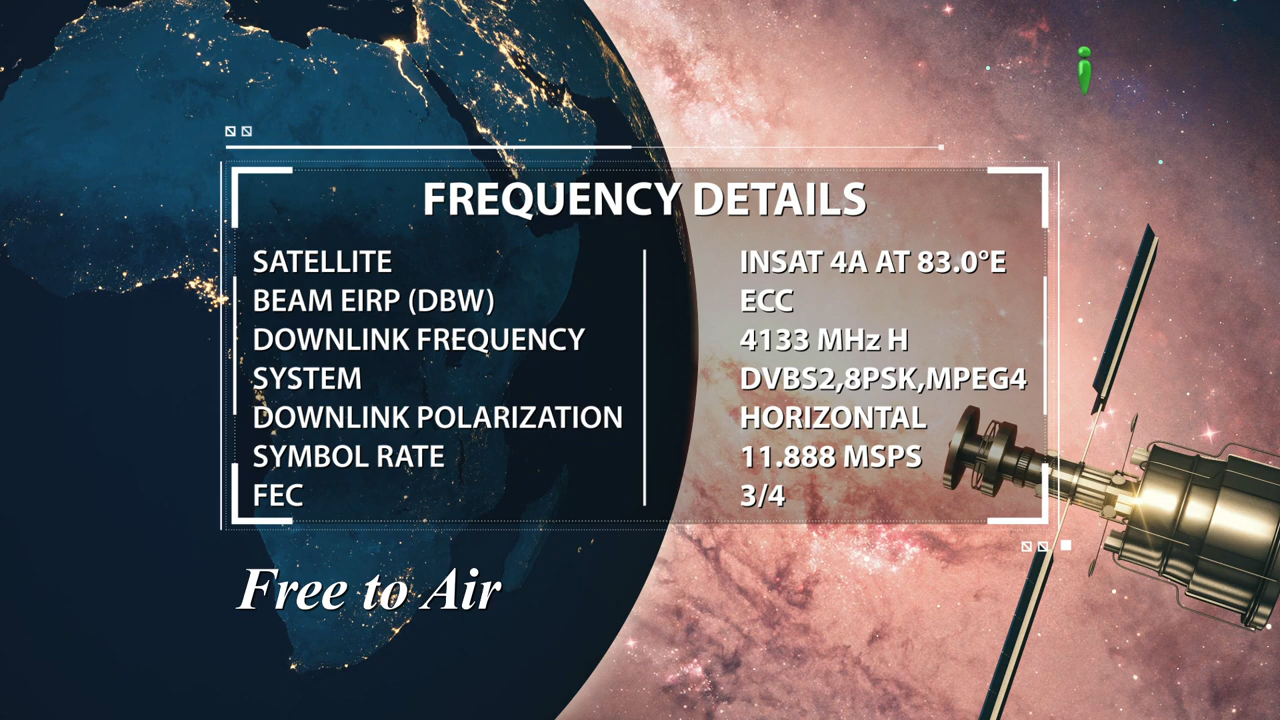 FREQUENCY DETAILS
SATELLITE INSAT 4A AT 83.0°E
BEAM EIRP (DBW) ECC
DOWNLINK FREQUENCY 4133 MHz H
SYSTEM DVBS2,8PSK,MPEG4
DOWNLINK POLARIZATION HORIZONTAL
SYMBOL RATE 11.888 MSPS
FEC 3/4
Free to Air